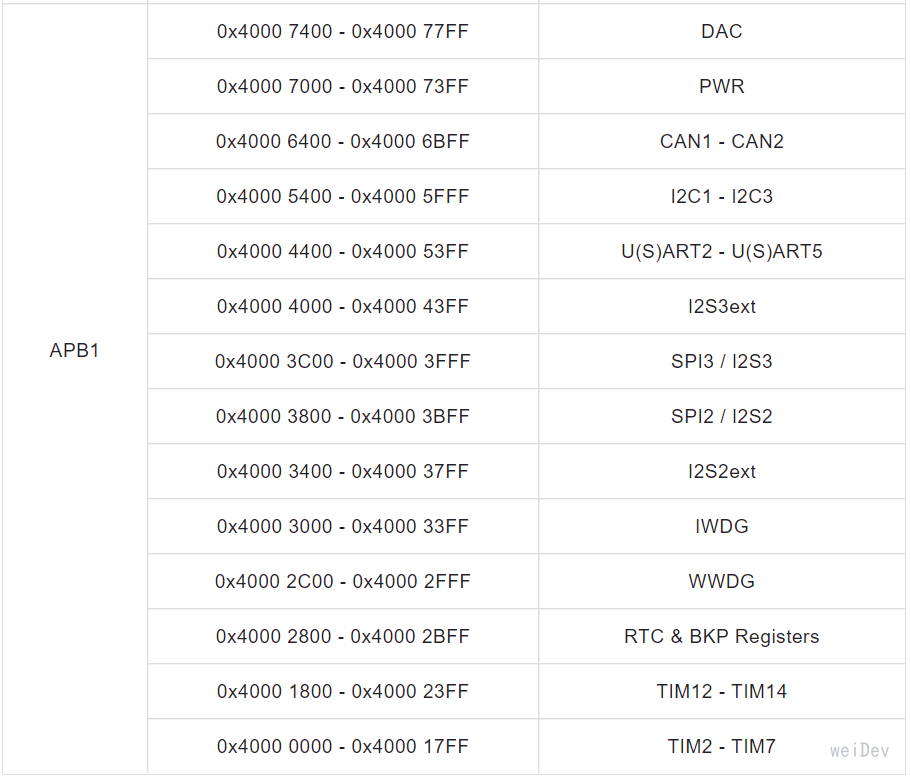 0x4000 7400 - 0x4000 77FF DAC
0x4000 7000 - 0x4000 73FF PWR
0x4000 6400 - 0x4000 6BFF CAN1 - CAN2
0x4000 5400 - 0x4000 5FFF I2C1 - I2C3
0x4000 4400 - 0x4000 53FF U(S)ART2 - U(S)ART5
0x4000 4000 - 0x4000 43FF I2S3ext
APB1 0x4000 3C00 - 0x4000 3FFF SPI3 / I2S3
0x4000 3800 - 0x4000 3BFF SPI2 / I2S2
0x4000 3400 - 0x4000 37FF I2S2ext
0x4000 3000 - 0x4000 33FF IWDG
0x4000 2C00 - 0x4000 2FFF WWDG
0x4000 2800 - 0x4000 2BFF RTC & BKP Registers
0x4000 1800 - 0x4000 23FF TIM12 - TIM14
0x4000 0000 - 0x4000 17FF TIM2 - TIM7
weiDev